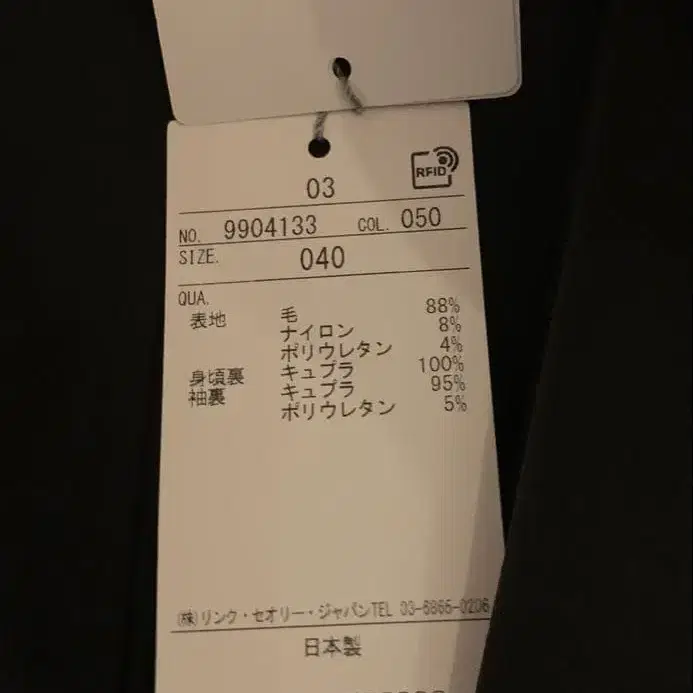 RFID
03
NO. 9904133 COL. 050
SIZE. 040
QUA.
表地 毛 88%
ナイロン 8%
ポリウレタン 4%
身頃裏 キュプラ 100%
袖裏 キュプラ 95%
ポリウレタン 5%
㈱リンク・セオリー・ジャパンTEL 03-6865-0206
日本製